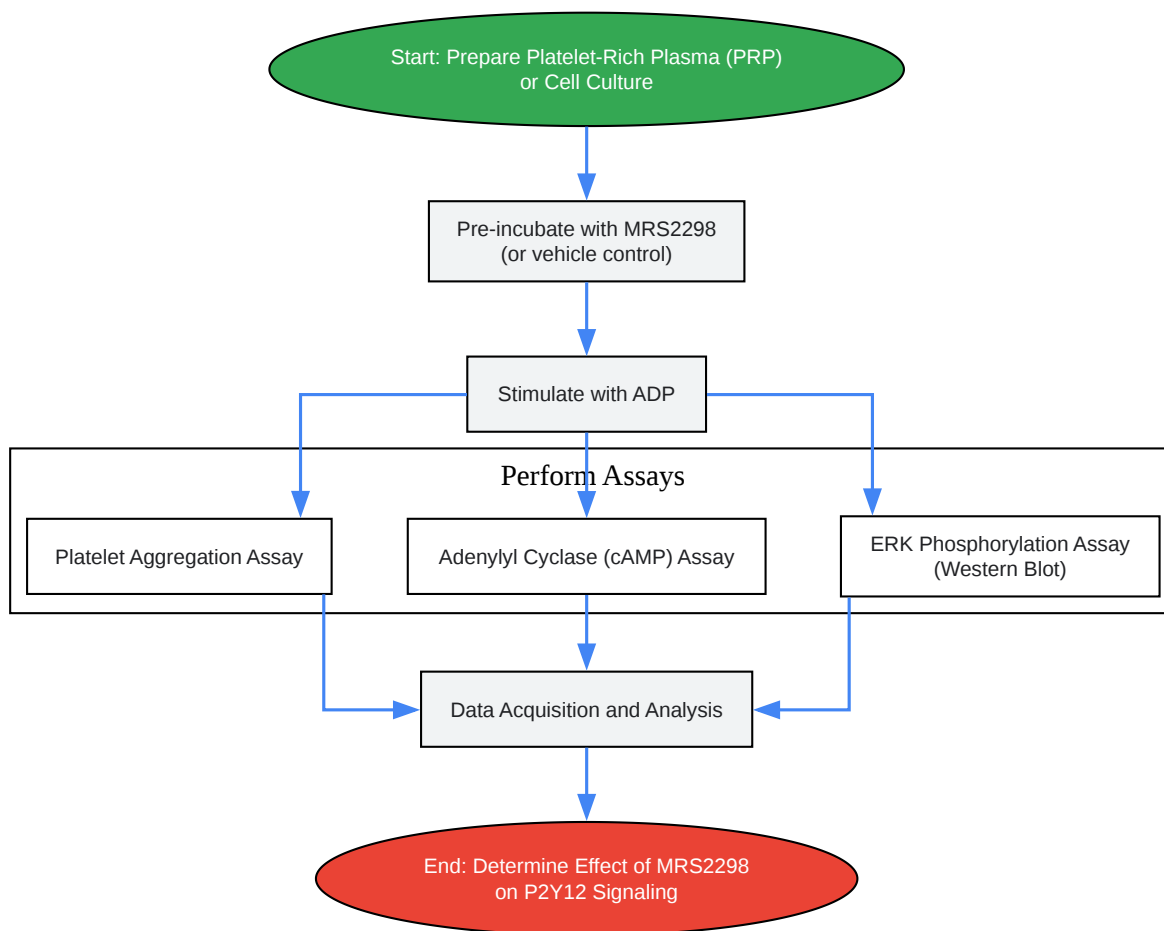 Start: Prepare Platelet-Rich Plasma (PRP)
or Cell Culture
Pre-incubate with MRS2298
(or vehicle control)
Stimulate with ADP
Perform Assays
Platelet Aggregation Assay
Adenylyl Cyclase (cAMP) Assay
ERK Phosphorylation Assay
(Western Blot)
Data Acquisition and Analysis
End: Determine Effect of MRS2298
on P2Y12 Signaling